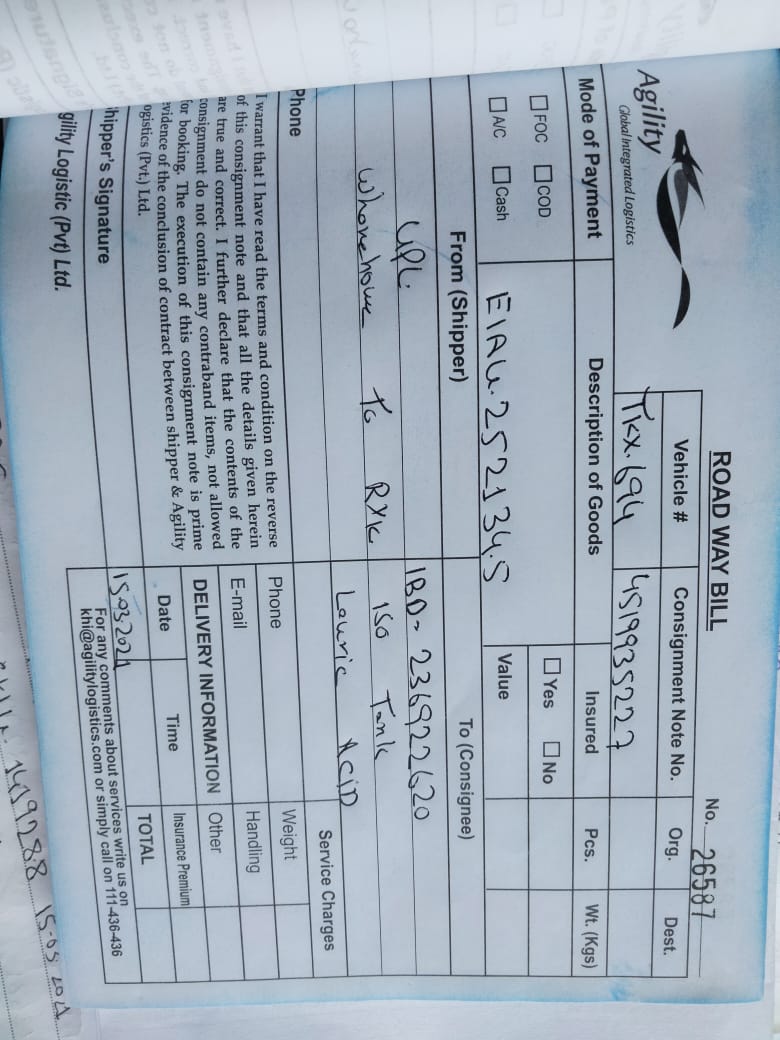 ROAD WAY BILL
No. 26587
Agility
Global Integrated Logistics
Vehicle #
Consignment Note No.
Org.
Dest.
TKX.694
4519935227
Mode of Payment
Description of Goods
Insured
Pcs.
Wt. (Kgs)
FOC COD
Yes No
A/C Cash
EIAU.252134.5
Value
From (Shipper)
To (Consignee)
UPL
IBD- 236922620
Whorehouse To RYK
ISO Tank
Lauric ACID
Service Charges
Phone
Phone
Weight
E-mail
Handling
I warrant that I have read the terms and condition on the reverse
of this consignment note and that all the details given herein
are true and correct. I further declare that the contents of the
consignment do not contain any contraband items, not allowed
for booking. The execution of this consignment note is prime
evidence of the conclusion of contract between shipper & Agility
ogistics (Pvt.) Ltd.
DELIVERY INFORMATION
Other
Date
Time
Insurance Premium
15-03-2021
TOTAL
hipper's Signature
For any comments about services write us on
khi@agilitylogistics.com or simply call on 111-436-436
gility Logistic (Pvt) Ltd.
1419288 15-03 2021